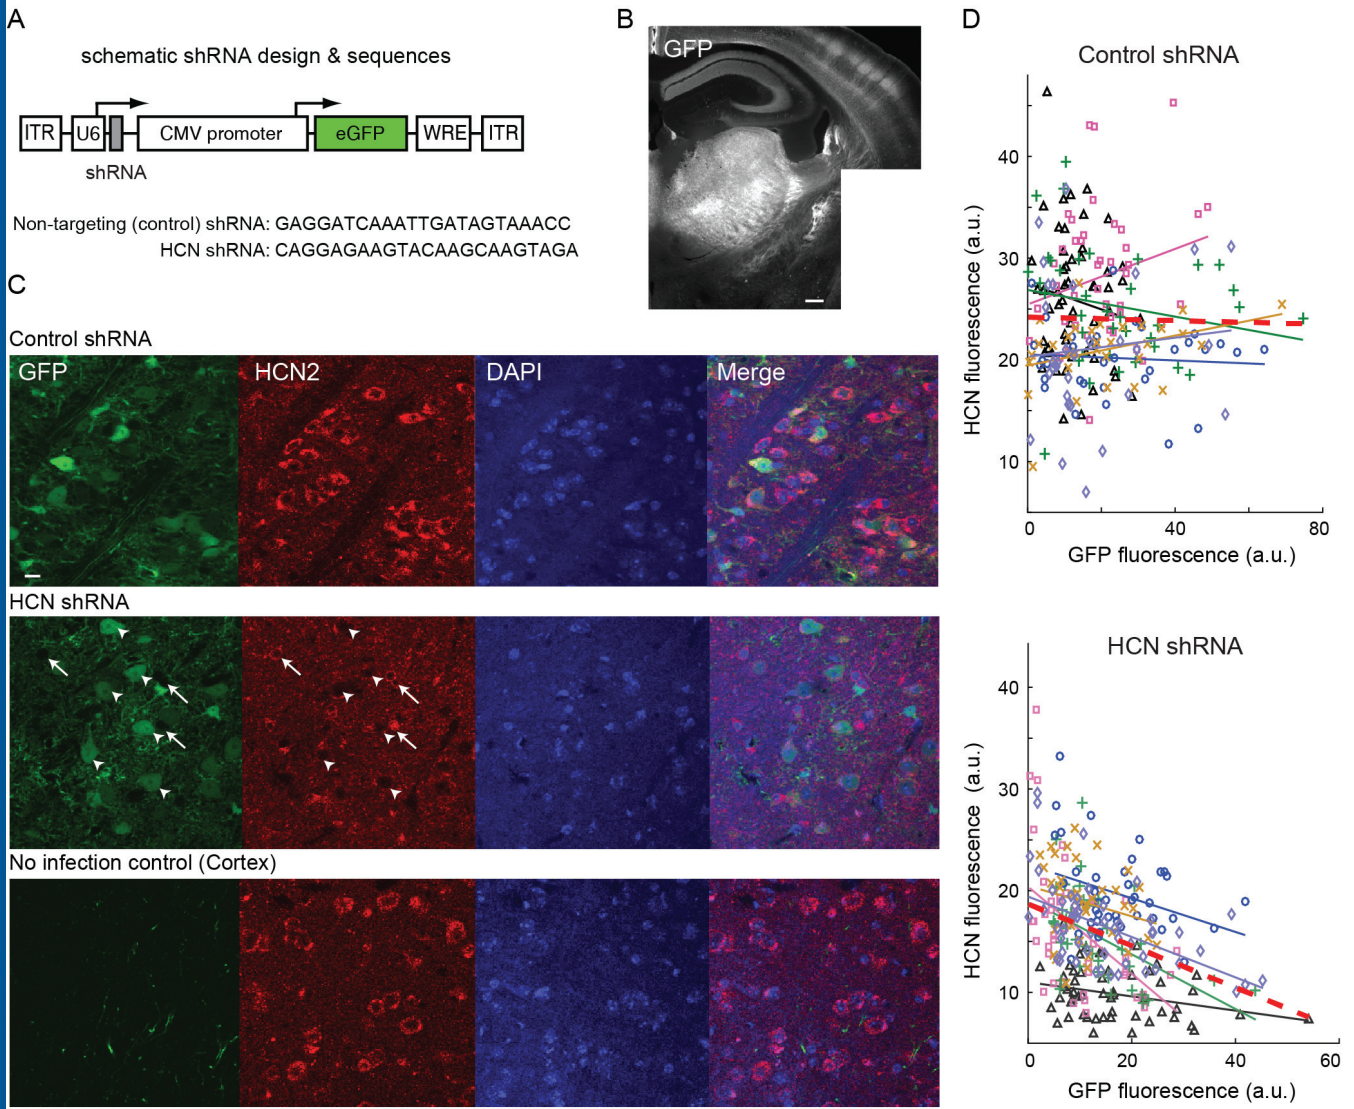 A
schematic shRNA design & sequences
ITR U6 CMV promoter eGFP WRE ITR
shRNA
Non-targeting (control) shRNA: GAGGATCAAATTGATAGTAAACC
HCN shRNA: CAGGAGAAGTACAAGCAAGTAGA
B
GFP
C
Control shRNA
GFP HCN2 DAPI Merge
HCN shRNA
No infection control (Cortex)
D
Control shRNA
HCN fluorescence (a.u.)
40
30
20
10
0 40 80
GFP fluorescence (a.u.)
HCN shRNA
HCN fluorescence (a.u.)
40
30
20
10
0 20 40 60
GFP fluorescence (a.u.)